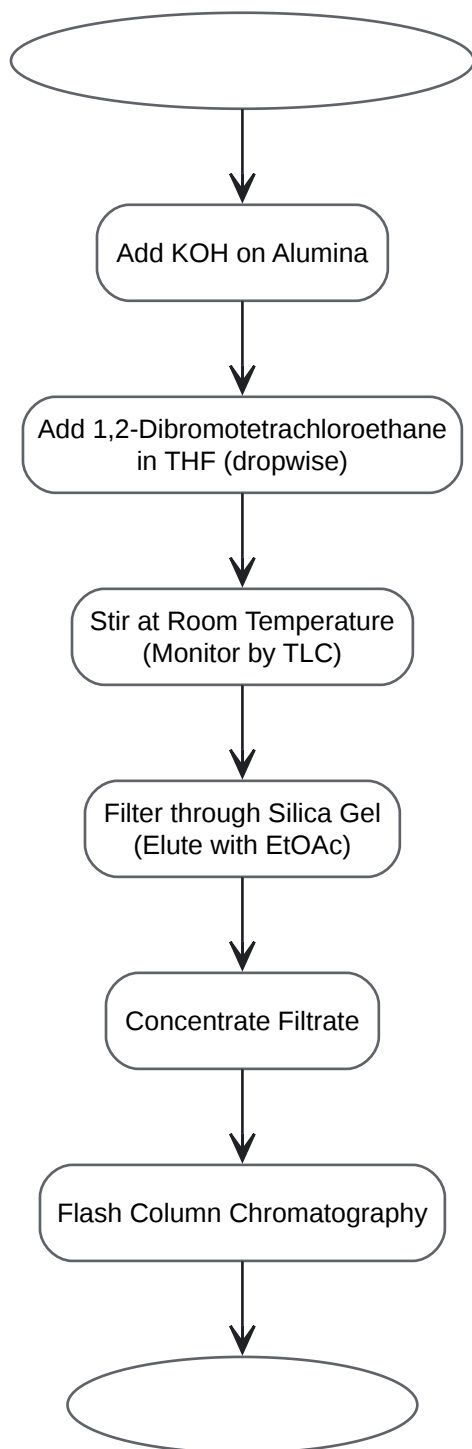 Add KOH on Alumina
Add 1,2-Dibromotetrachloroethane
in THF (dropwise)
Stir at Room Temperature
(Monitor by TLC)
Filter through Silica Gel
(Elute with EtOAc)
Concentrate Filtrate
Flash Column Chromatography